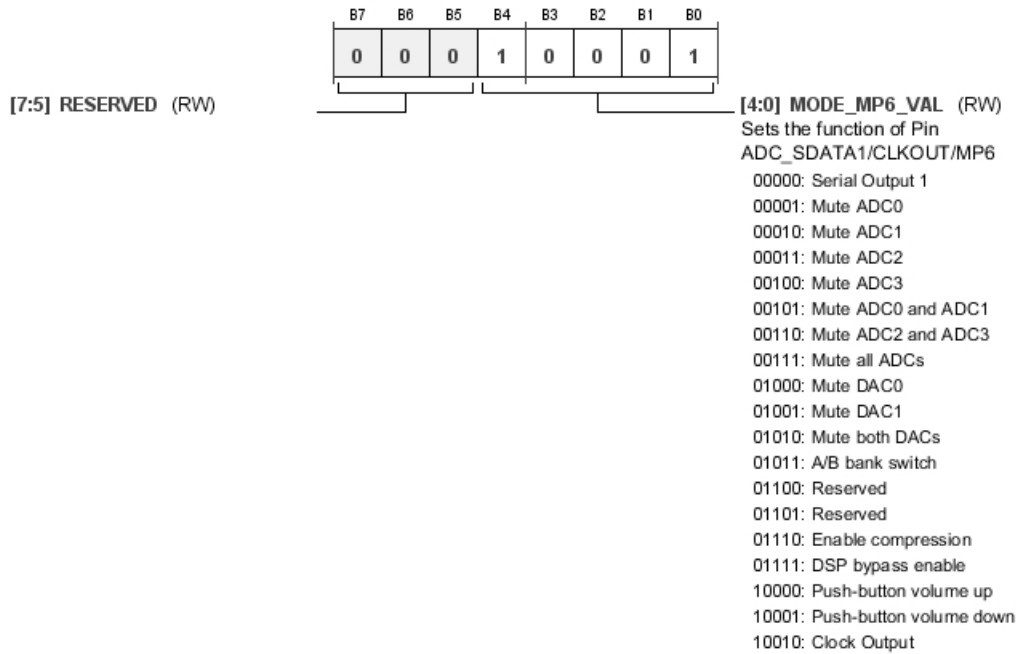 B7 B6 B5 B4 B3 B2 B1 B0
0 0 0 1 0 0 0 1
[7:5] RESERVED (RW)
[4:0] MODE_MP6_VAL (RW)
Sets the function of Pin
ADC_SDATA1/CLKOUT/MP6
00000: Serial Output 1
00001: Mute ADC0
00010: Mute ADC1
00011: Mute ADC2
00100: Mute ADC3
00101: Mute ADC0 and ADC1
00110: Mute ADC2 and ADC3
00111: Mute all ADCs
01000: Mute DAC0
01001: Mute DAC1
01010: Mute both DACs
01011: A/B bank switch
01100: Reserved
01101: Reserved
01110: Enable compression
01111: DSP bypass enable
10000: Push-button volume up
10001: Push-button volume down
10010: Clock Output